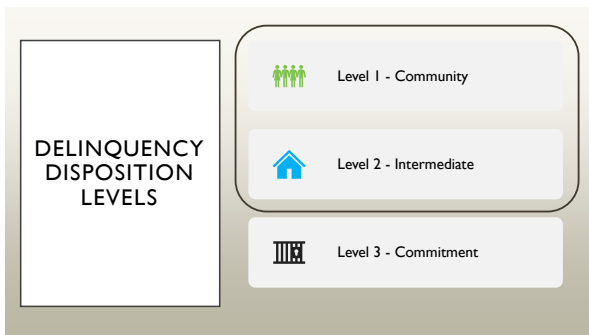 DELINQUENCY
DISPOSITION
LEVELS
Level 1 - Community
Level 2 - Intermediate
Level 3 - Commitment